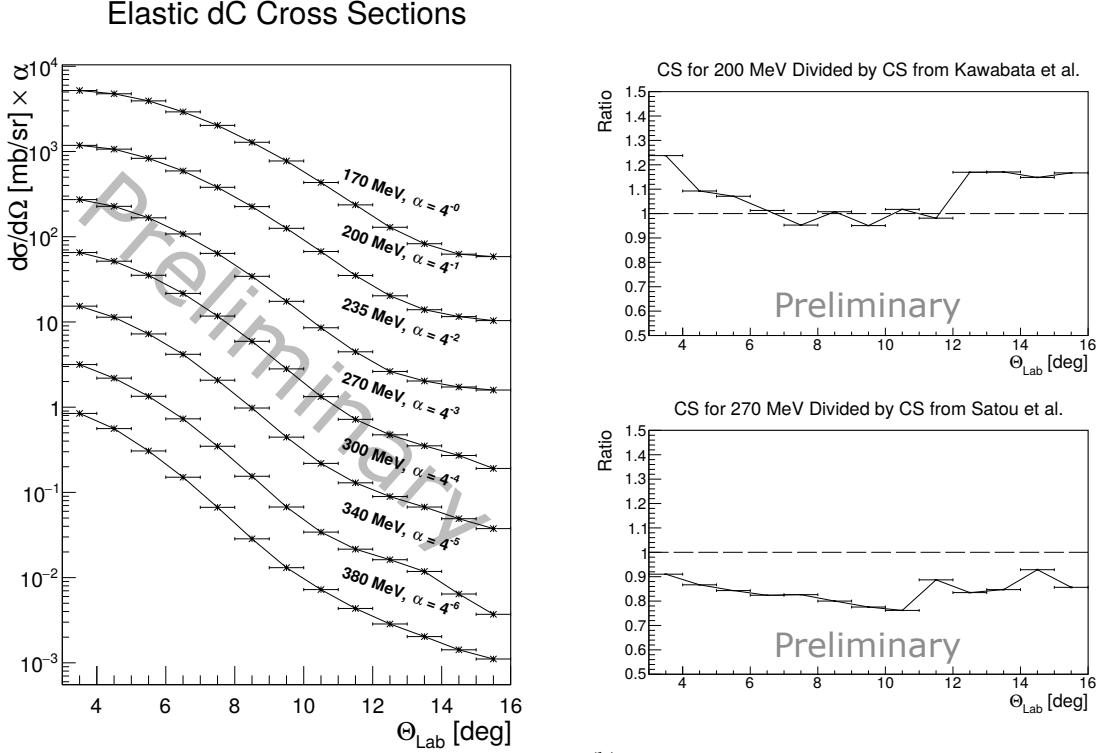 Elastic dC Cross Sections
dσ/dΩ [mb/sr] × α
10⁴
10³
10²
10
1
10⁻¹
10⁻²
10⁻³
170 MeV, α = 4⁻⁰
200 MeV, α = 4⁻¹
235 MeV, α = 4⁻²
270 MeV, α = 4⁻³
300 MeV, α = 4⁻⁴
340 MeV, α = 4⁻⁵
380 MeV, α = 4⁻⁶
Preliminary
4 6 8 10 12 14 16
Θ_Lab [deg]
CS for 200 MeV Divided by CS from Kawabata et al.
Ratio
1.5
1.4
1.3
1.2
1.1
1
0.9
0.8
0.7
0.6
0.5
Preliminary
4 6 8 10 12 14 16
Θ_Lab [deg]
CS for 270 MeV Divided by CS from Satou et al.
Ratio
1.5
1.4
1.3
1.2
1.1
1
0.9
0.8
0.7
0.6
0.5
Preliminary
4 6 8 10 12 14 16
Θ_Lab [deg]